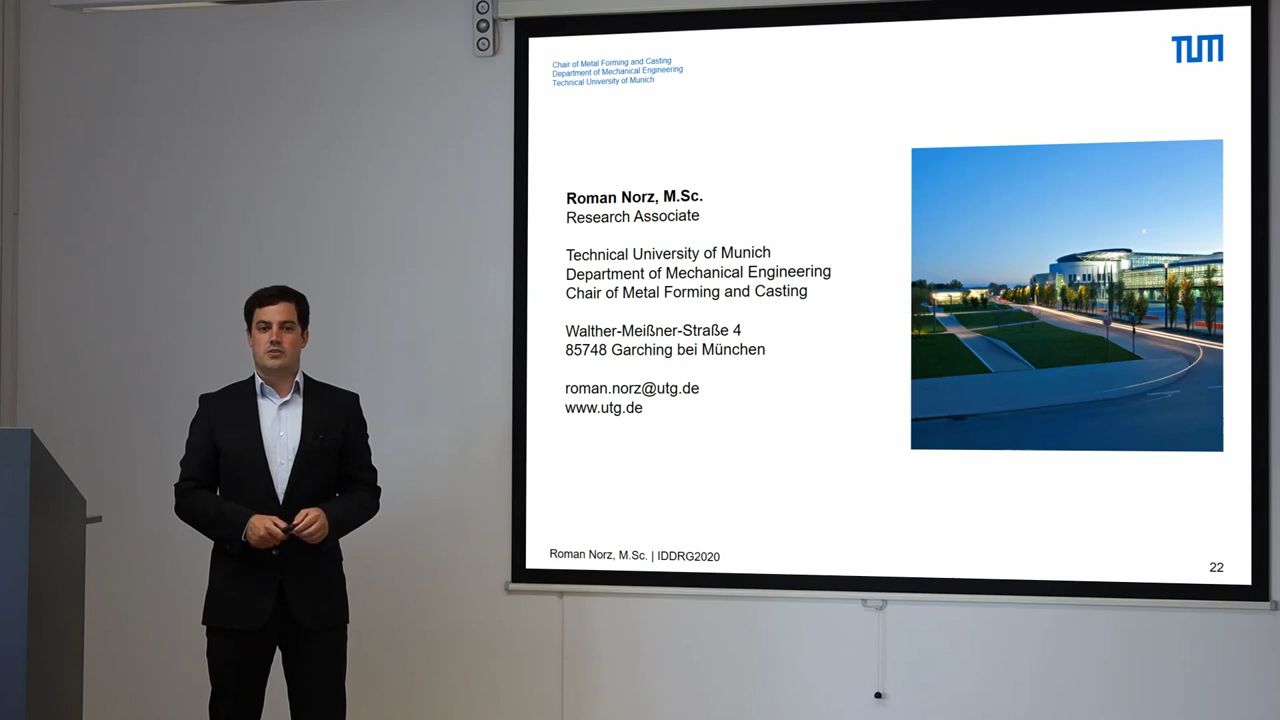 Chair of Metal Forming and Casting
Department of Mechanical Engineering
Technical University of Munich
TUM
Roman Norz, M.Sc.
Research Associate
Technical University of Munich
Department of Mechanical Engineering
Chair of Metal Forming and Casting
Walther-Meißner-Straße 4
85748 Garching bei München
roman.norz@utg.de
www.utg.de
Roman Norz, M.Sc. | IDDRG2020
22